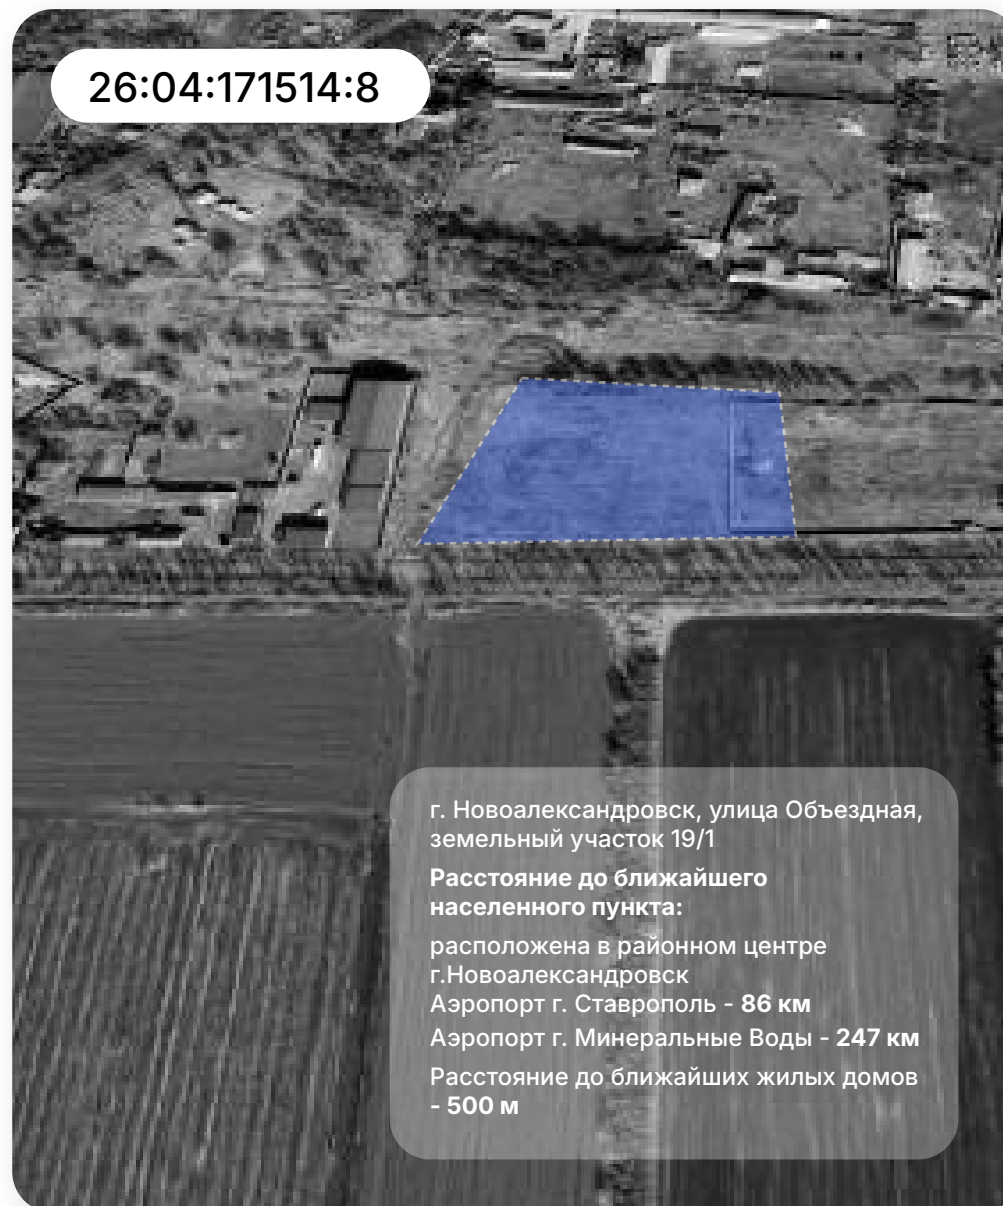 26:04:171514:8
г. Новоалександровск, улица Объездная,
земельный участок 19/1
Расстояние до ближайшего
населенного пункта:
расположена в районном центре
г.Новоалександровск
Аэропорт г. Ставрополь - 86 км
Аэропорт г. Минеральные Воды - 247 км
Расстояние до ближайших жилых домов
- 500 м